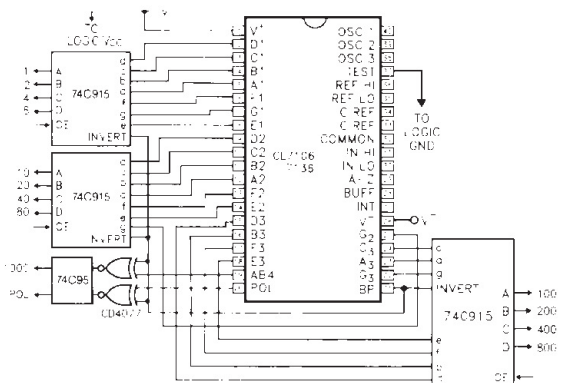 TO
LOGIC Vcc
V+
D1
C1
B1
A1
F1
G1
E1
D2
C2
B2
A2
F2
E2
D3
B3
F3
E3
AB4
POL
OSC 1
OSC 2
OSC 3
TEST
REF HI
REF LO
C REF
C REF
COMMON
IN HI
IN LO
A-Z
BUFF
INT
G2
C3
A3
G3
BP
TO
LOGIC
GND
1
2
4
A
B
C
D
OE
74C915
INVERT
10
20
40
80
A
B
C
D
OE
74C915
INVERT
POL
74C95
CD4077
c
a
g
INVERT
e
f
74C915
A
B
C
D
OE
100
200
400
800